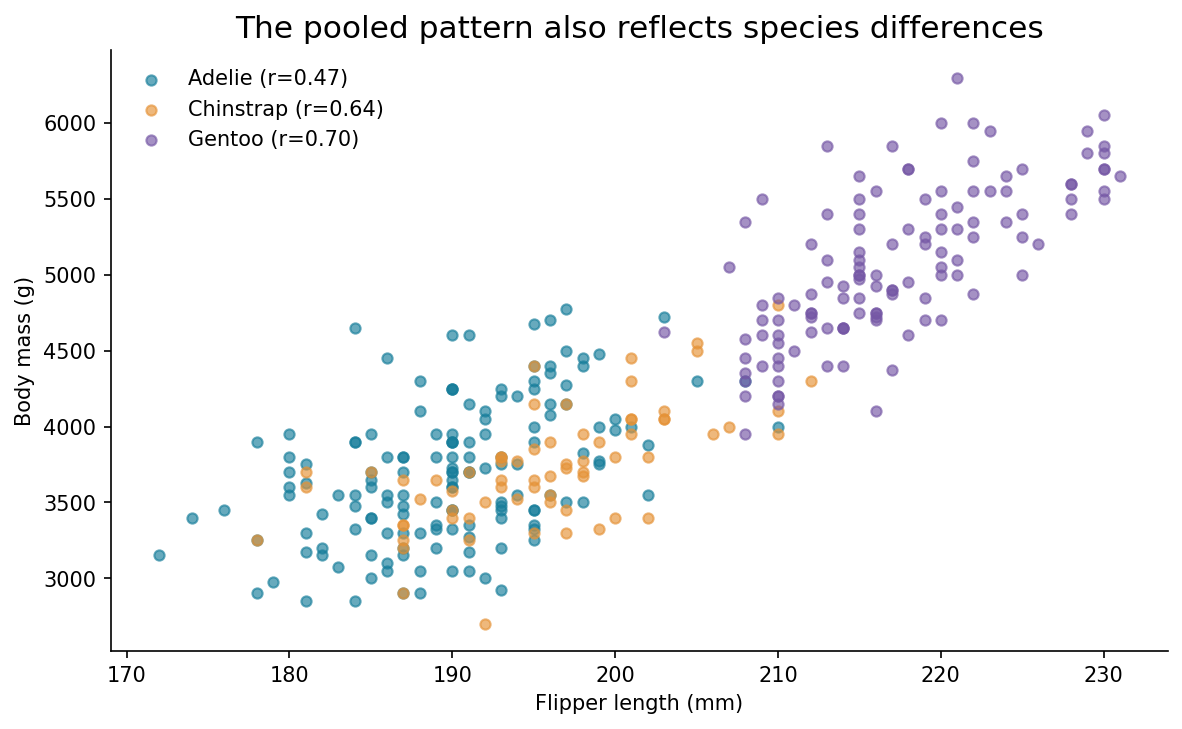 The pooled pattern also reflects species differences
Adelie (r=0.47)
Chinstrap (r=0.64)
Gentoo (r=0.70)
Body mass (g)
6000
5500
5000
4500
4000
3500
3000
170 180 190 200 210 220 230
Flipper length (mm)